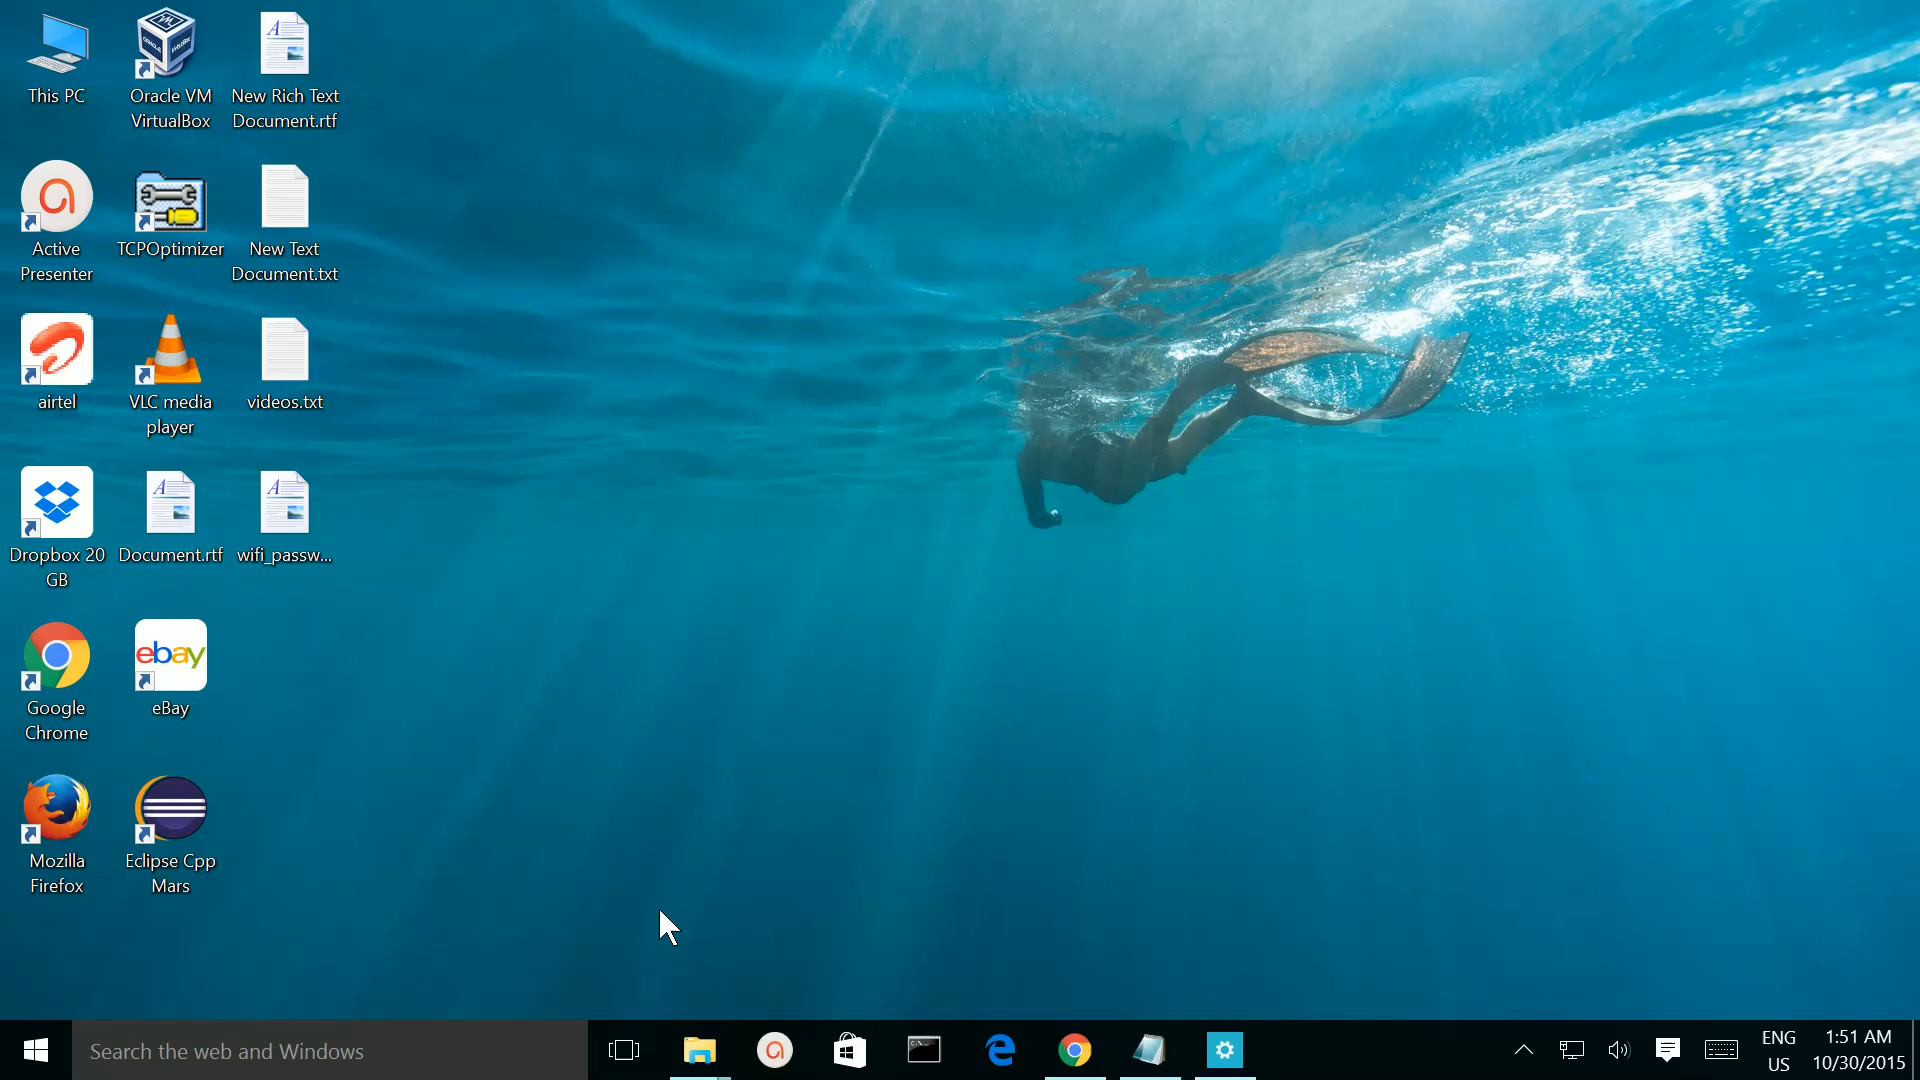 This PC
Oracle VM
VirtualBox
New Rich Text
Document.rtf
Active
Presenter
TCPOptimizer
New Text
Document.txt
airtel
VLC media
player
videos.txt
Dropbox 20
GB
Document.rtf
wifi_passw...
Google
Chrome
ebay
eBay
Mozilla
Firefox
Eclipse Cpp
Mars
Search the web and Windows
ENG
US
1:51 AM
10/30/2015